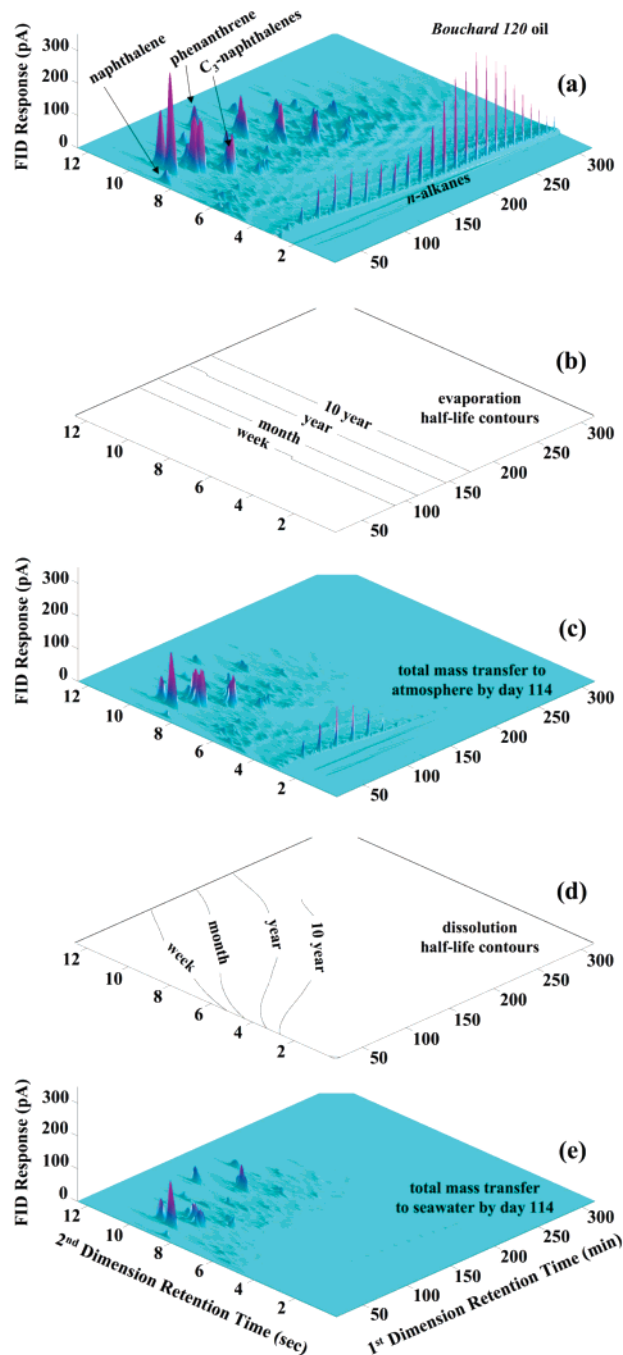 Bouchard 120 oil
(a)
naphthalene
phenanthrene
C3-naphthalenes
n-alkanes
FID Response (pA)
300
200
100
0
12
10
8
6
4
2
50
100
150
200
250
300
(b)
evaporation
half-life contours
week
month
year
10 year
12
10
8
6
4
2
50
100
150
200
250
300
(c)
total mass transfer to
atmosphere by day 114
FID Response (pA)
300
200
100
0
12
10
8
6
4
2
50
100
150
200
250
300
(d)
dissolution
half-life contours
week
month
year
10 year
12
10
8
6
4
2
50
100
150
200
250
300
(e)
total mass transfer
to seawater by day 114
FID Response (pA)
300
200
100
0
12
10
8
6
4
2
50
100
150
200
250
300
2nd Dimension Retention Time (sec)
1st Dimension Retention Time (min)